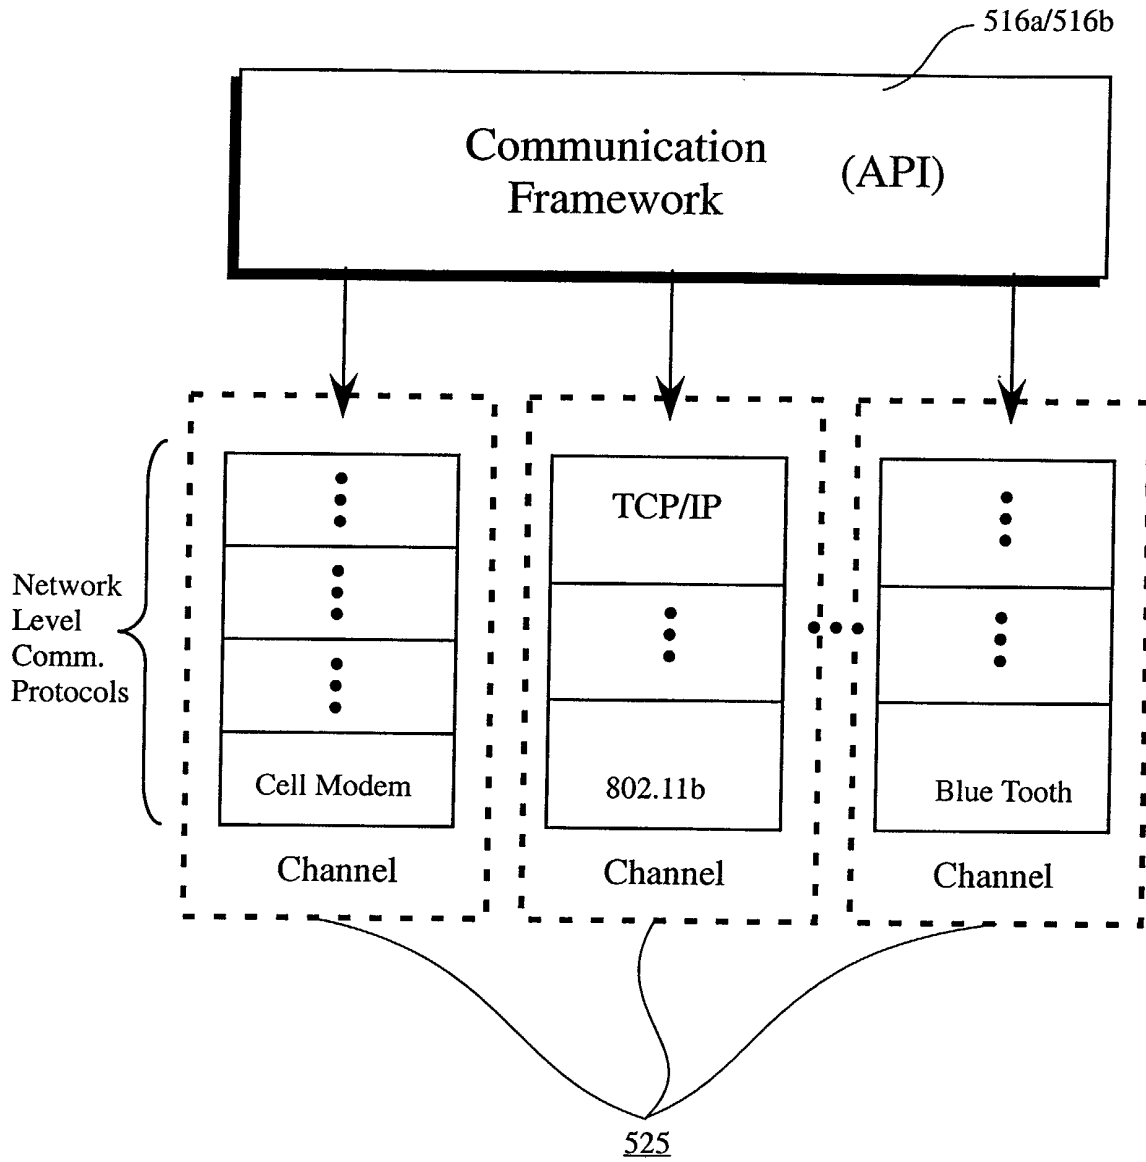 516a/516b
Communication
Framework
(API)
TCP/IP
Network
Level
Comm.
Protocols
Cell Modem
802.11b
Blue Tooth
Channel
Channel
Channel
525